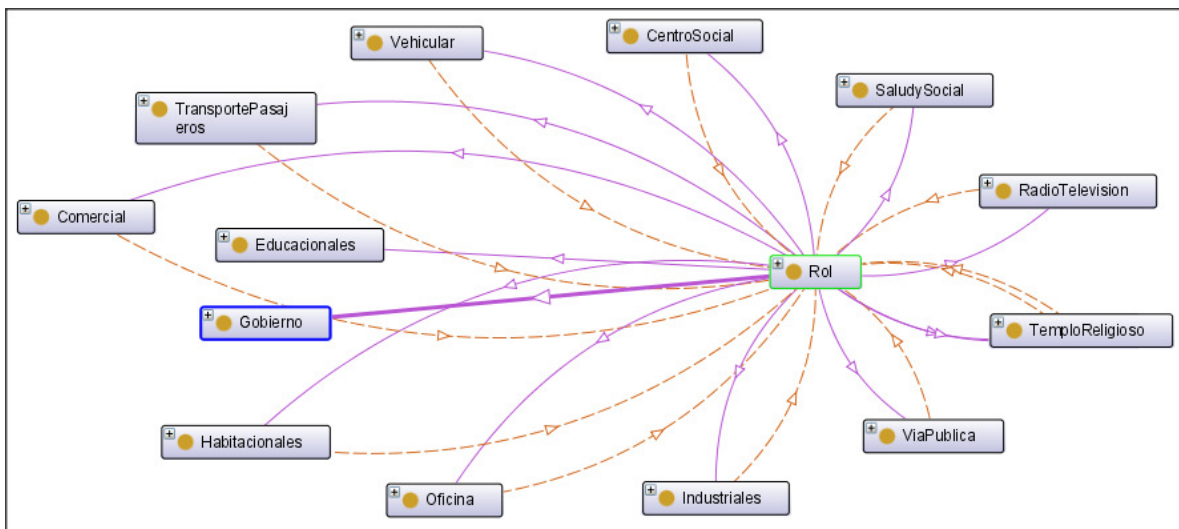 Vehicular
CentroSocial
SaludySocial
TransportePasaj
eros
RadioTelevision
Comercial
Educacionales
Rol
Gobierno
TemploReligioso
Habitacionales
ViaPublica
Oficina
Industriales